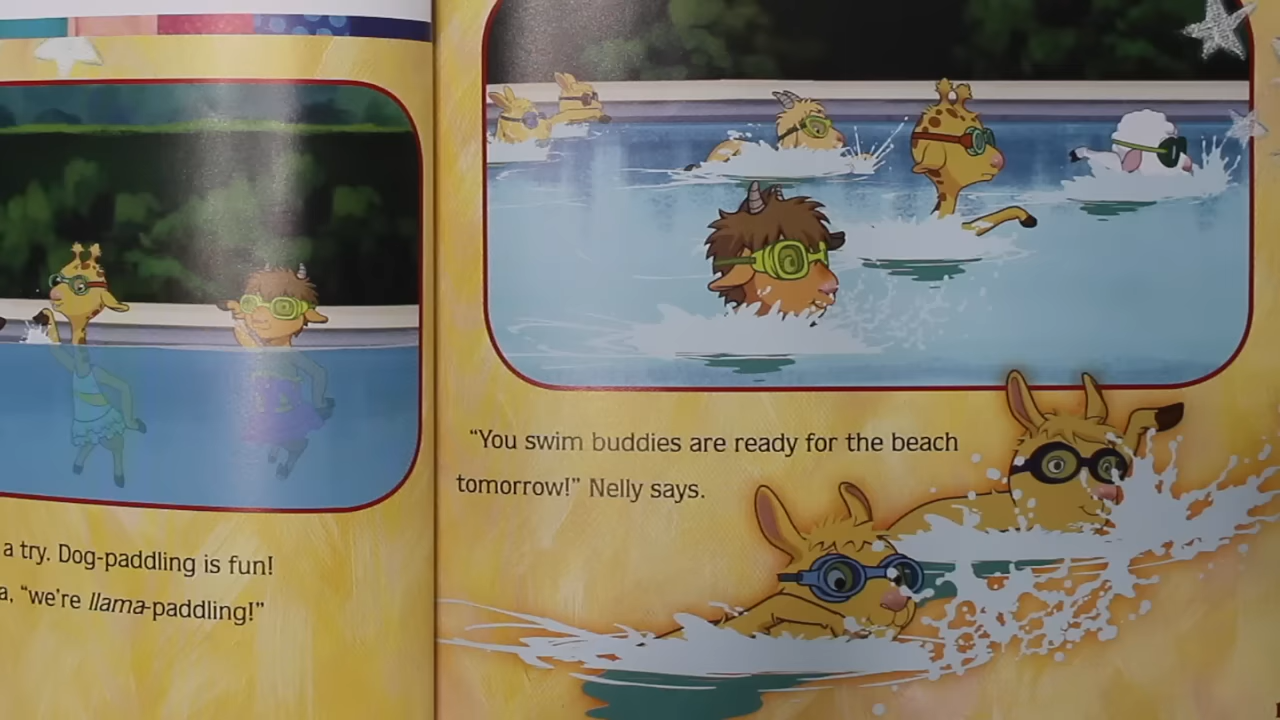 a try. Dog-paddling is fun!
a, “we’re llama-paddling!”
“You swim buddies are ready for the beach
tomorrow!” Nelly says.